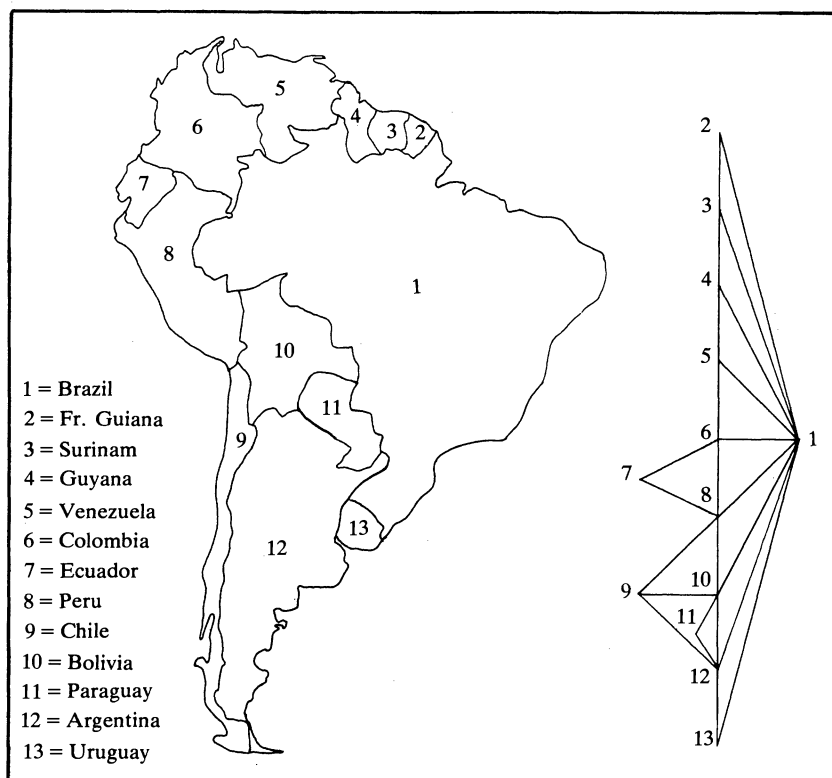 5
4
3
2
6
7
8
1
10
11
9
13
12
1 = Brazil
2 = Fr. Guiana
3 = Surinam
4 = Guyana
5 = Venezuela
6 = Colombia
7 = Ecuador
8 = Peru
9 = Chile
10 = Bolivia
11 = Paraguay
12 = Argentina
13 = Uruguay
2
3
4
5
6
1
7
8
9
10
11
12
13